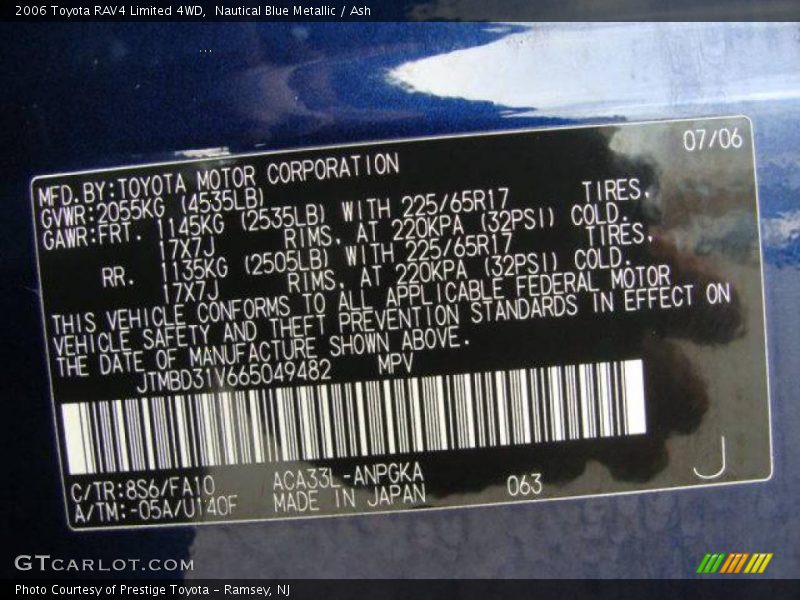 2006 Toyota RAV4 Limited 4WD, Nautical Blue Metallic / Ash
07/06
MFD.BY:TOYOTA MOTOR CORPORATION
GVWR:2055KG (4535LB)
GAWR:FRT. 1145KG (2535LB) WITH 225/65R17 TIRES,
17X7J RIMS, AT 220KPA (32PSI) COLD.
RR. 1135KG (2505LB) WITH 225/65R17 TIRES,
17X7J RIMS, AT 220KPA (32PSI) COLD.
THIS VEHICLE CONFORMS TO ALL APPLICABLE FEDERAL MOTOR
VEHICLE SAFETY AND THEFT PREVENTION STANDARDS IN EFFECT ON
THE DATE OF MANUFACTURE SHOWN ABOVE.
JTMBD31V665049482 MPV
C/TR:8S6/FA10 ACA33L-ANPGKA
A/TM:-05A/U140F MADE IN JAPAN 063
J
GTCARLOT.COM
Photo Courtesy of Prestige Toyota - Ramsey, NJ